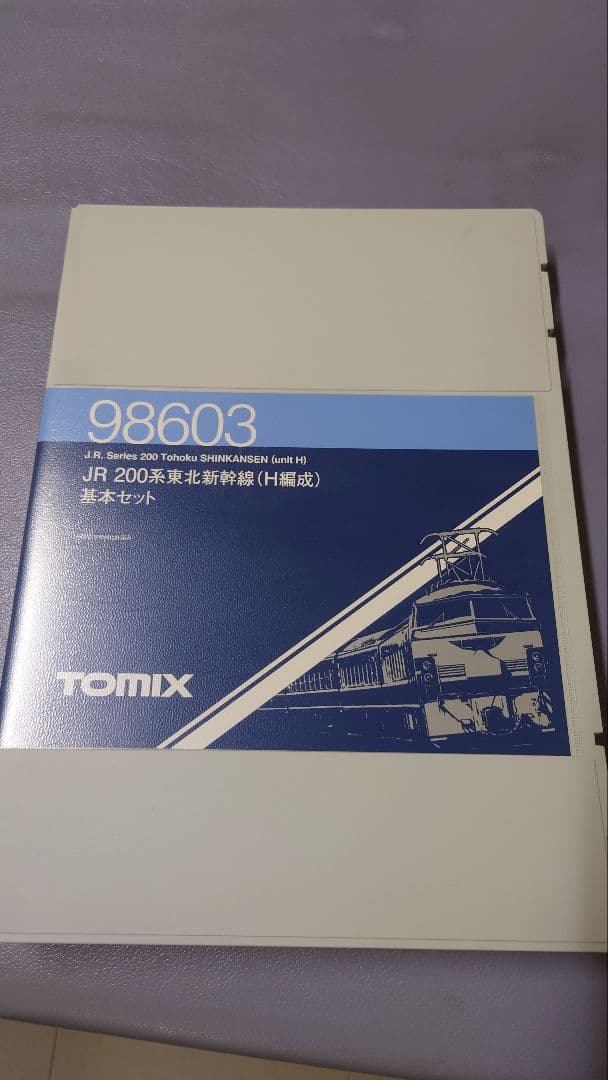 98603
J.R. Series 200 Tohoku SHINKANSEN (unit H)
JR 200系東北新幹線(H編成)
基本セット
TOMIX